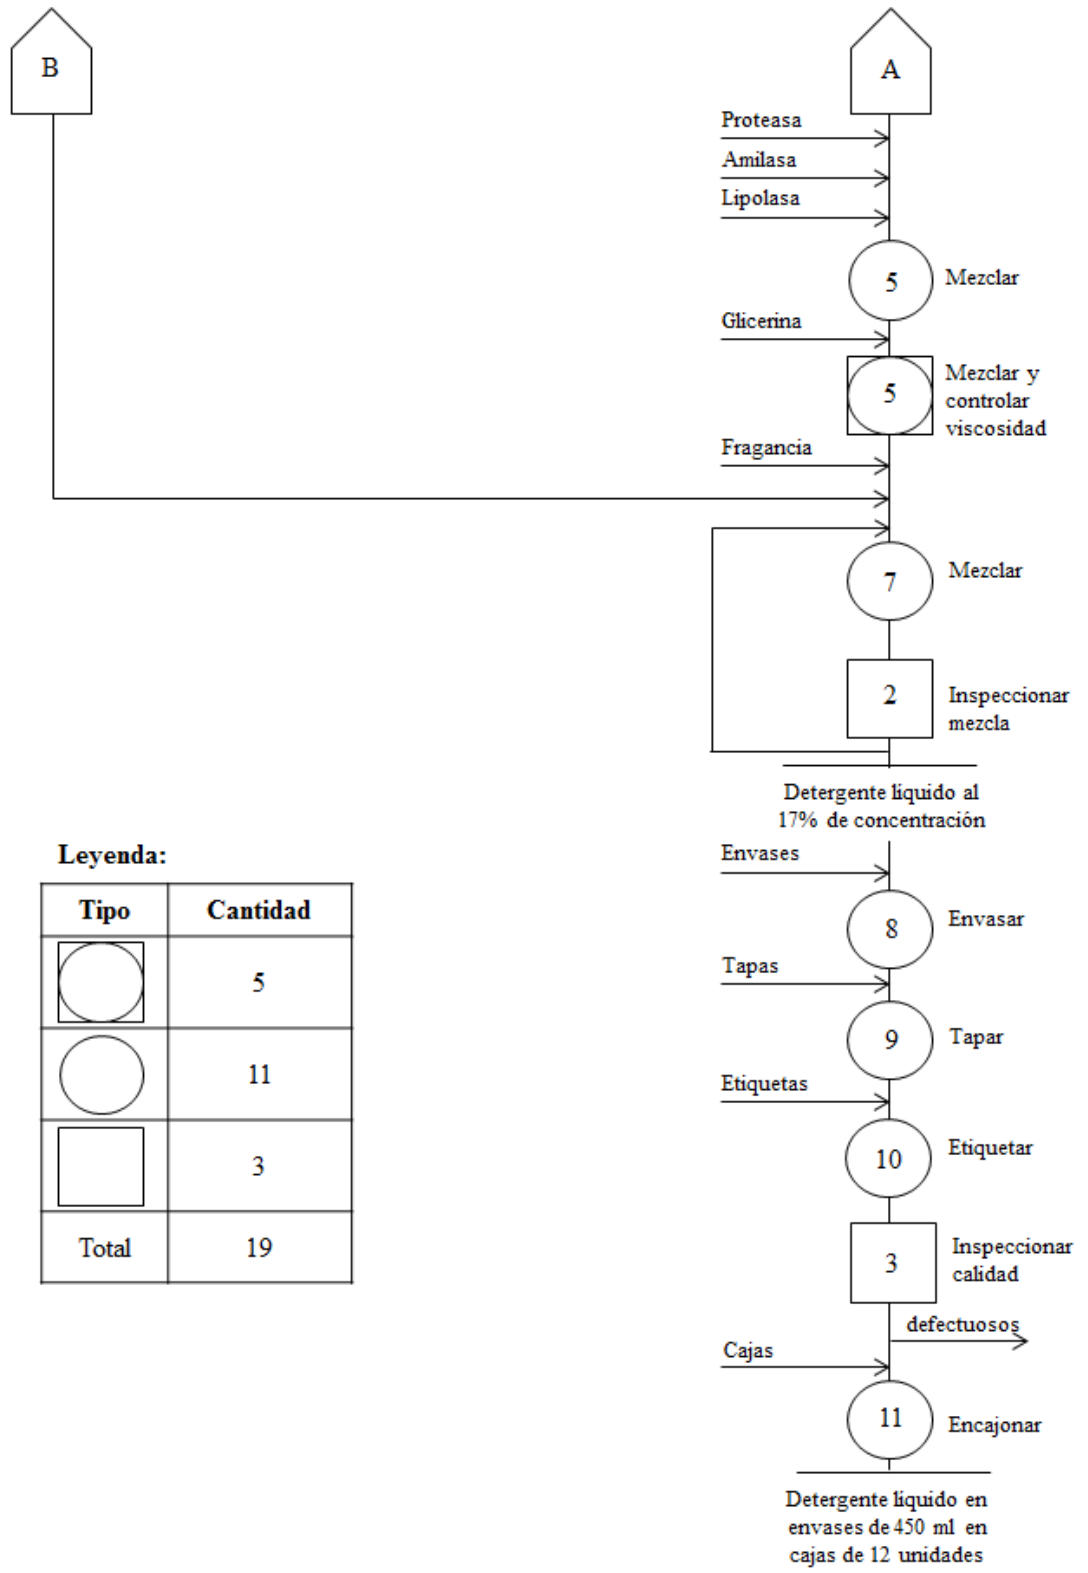 B
A
Proteasa
Amilasa
Lipolasa
5
Mezclar
Glicerina
5
Mezclar y
controlar
viscosidad
Fragancia
7
Mezclar
2
Inspeccionar
mezcla
Detergente líquido al
17% de concentración
Envases
8
Envasar
Tapas
9
Tapar
Etiquetas
10
Etiquetar
3
Inspeccionar
calidad
defectuosos
Cajas
11
Encajonar
Detergente líquido en
envases de 450 ml en
cajas de 12 unidades
Leyenda:
Tipo Cantidad
5
11
3
Total 19